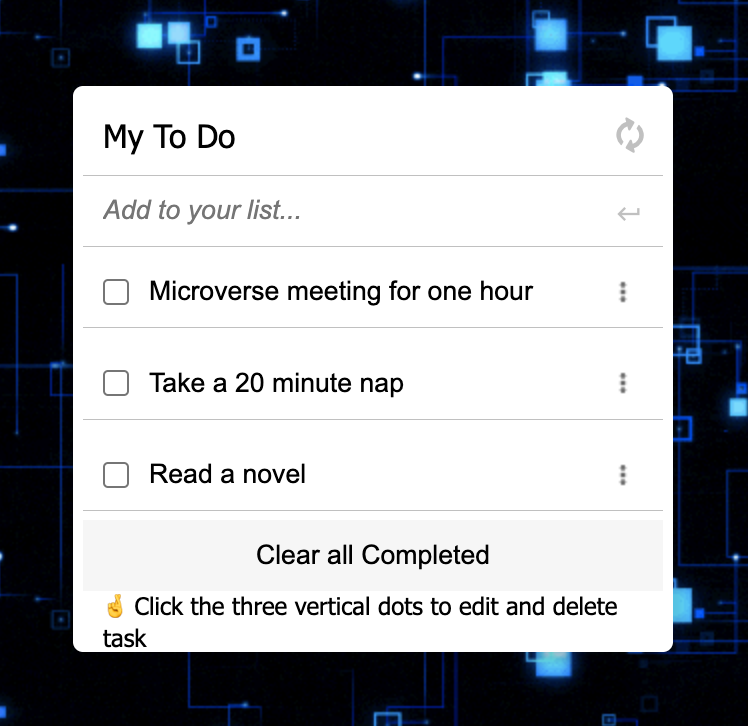 My To Do
Add to your list...
Microverse meeting for one hour
Take a 20 minute nap
Read a novel
Clear all Completed
🤞 Click the three vertical dots to edit and delete
task